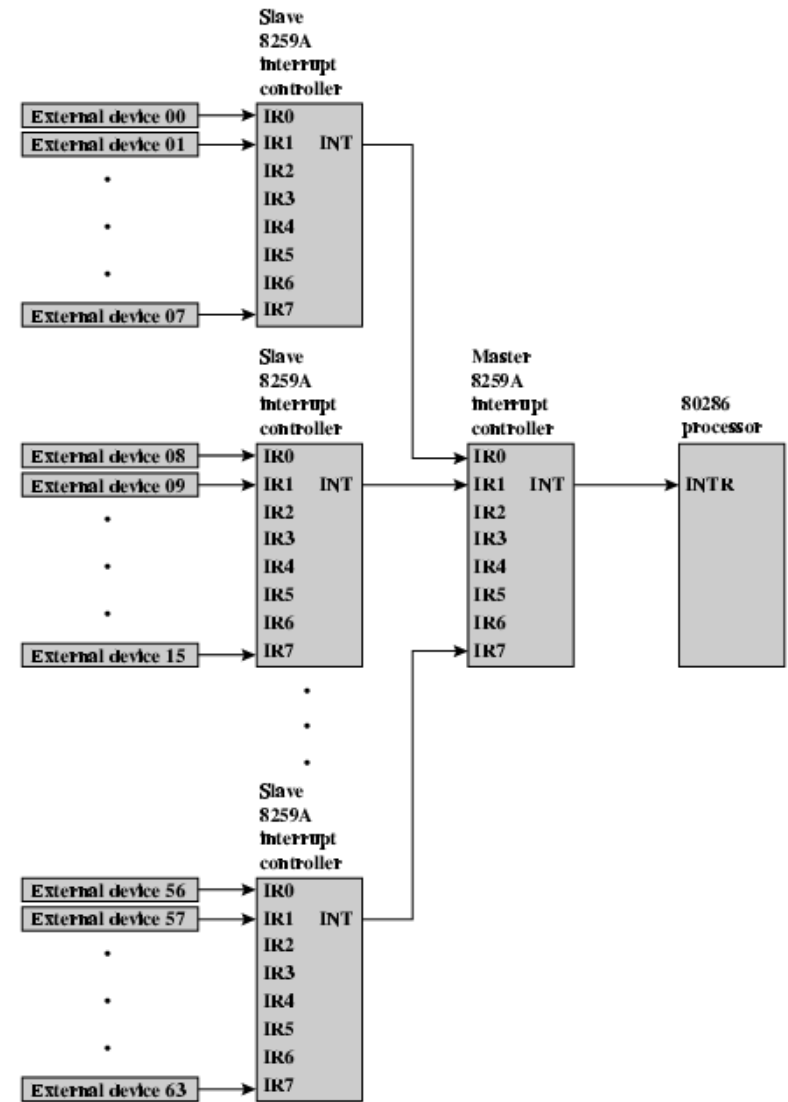 Slave
8259A
interrupt
controller
External device 00
External device 01
External device 07
IR0
IR1 INT
IR2
IR3
IR4
IR5
IR6
IR7
Slave
8259A
interrupt
controller
External device 08
External device 09
External device 15
IR0
IR1 INT
IR2
IR3
IR4
IR5
IR6
IR7
Master
8259A
interrupt
controller
IR0
IR1 INT
IR2
IR3
IR4
IR5
IR6
IR7
80286
processor
INTR
Slave
8259A
interrupt
controller
External device 56
External device 57
External device 63
IR0
IR1 INT
IR2
IR3
IR4
IR5
IR6
IR7